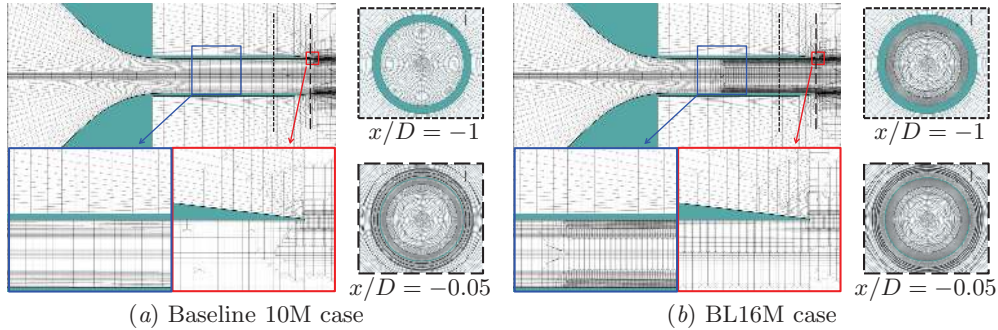 x/D = −1
x/D = −0.05
(a) Baseline 10M case
x/D = −1
x/D = −0.05
(b) BL16M case